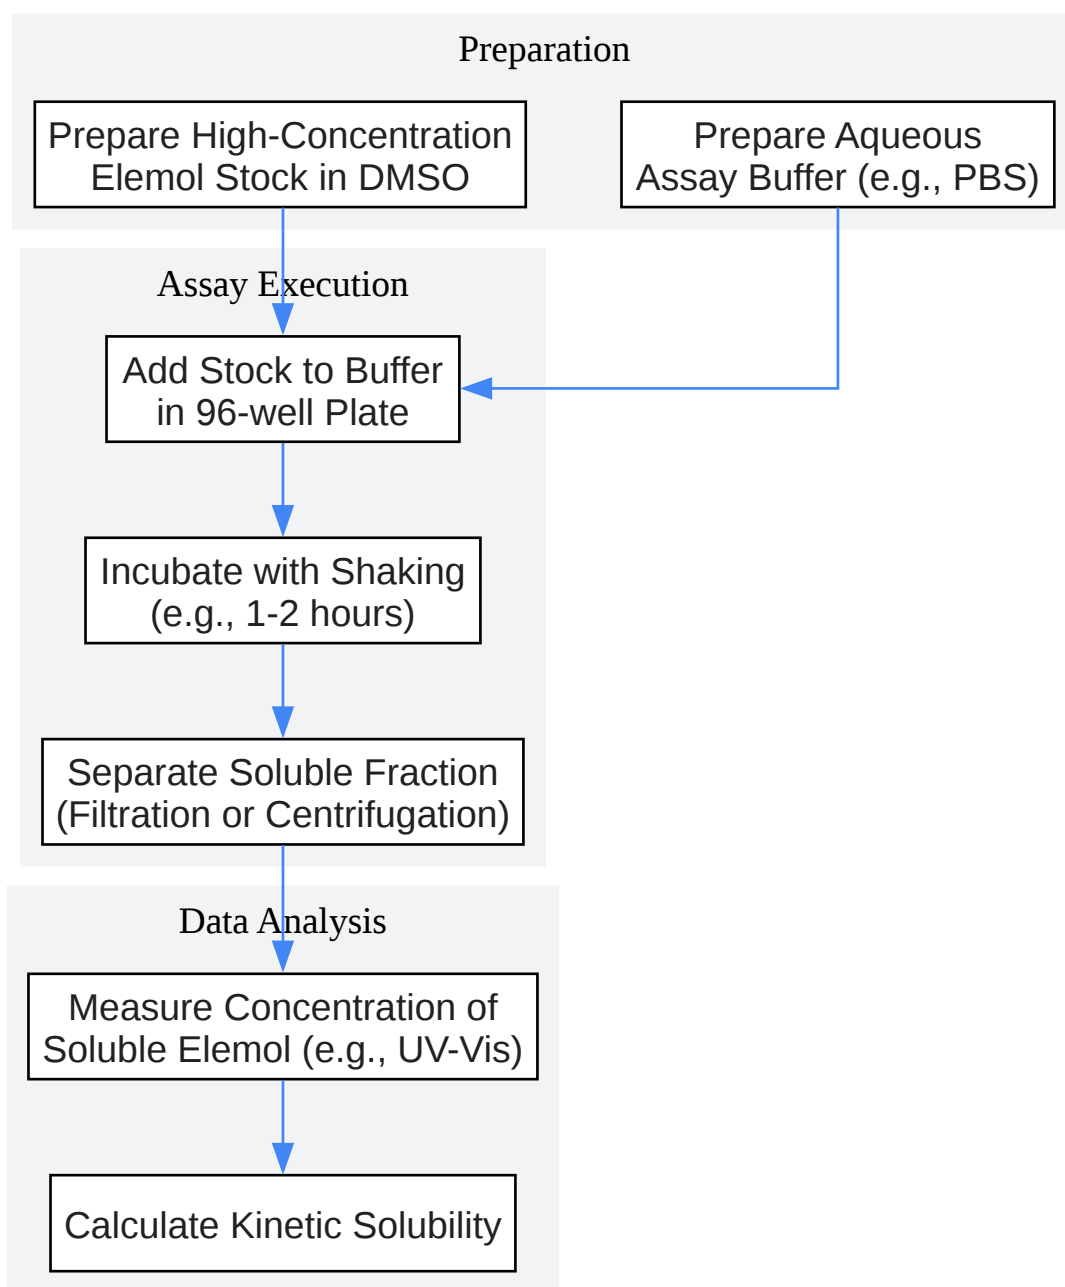 Preparation
Prepare High-Concentration
Elemol Stock in DMSO
Prepare Aqueous
Assay Buffer (e.g., PBS)
Assay Execution
Add Stock to Buffer
in 96-well Plate
Incubate with Shaking
(e.g., 1-2 hours)
Separate Soluble Fraction
(Filtration or Centrifugation)
Data Analysis
Measure Concentration of
Soluble Elemol (e.g., UV-Vis)
Calculate Kinetic Solubility